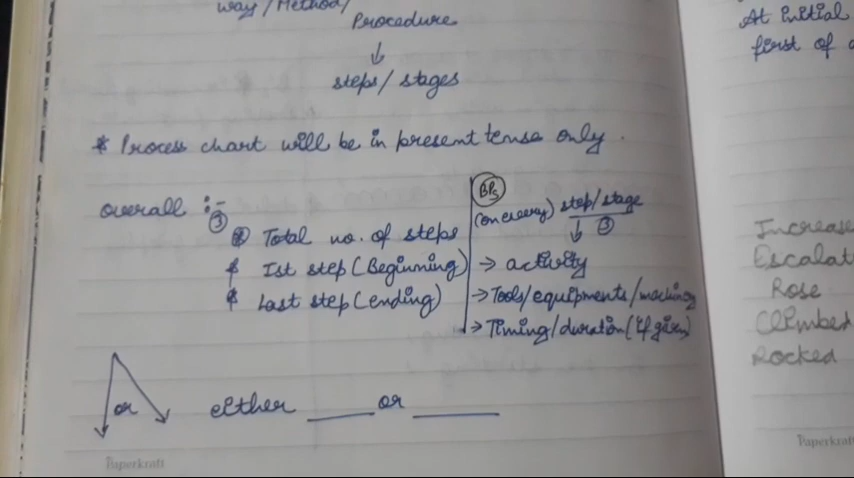 way/Method/
Procedure
↓
steps/stages
* Process chart will be in present tense only.
overall :-
③
* Total no. of steps
* Ist step (Beginning)
* Last step (ending)
BPs
(on every) step/stage
↓ ③
→ activity
→ Tools/equipments/machinery
→ Timing/duration (if given)
or
either ____ or ____
Paperkraft
At initial
first of
Increase
Escalat
Rose
Climbed
Rocked
Paperkraft